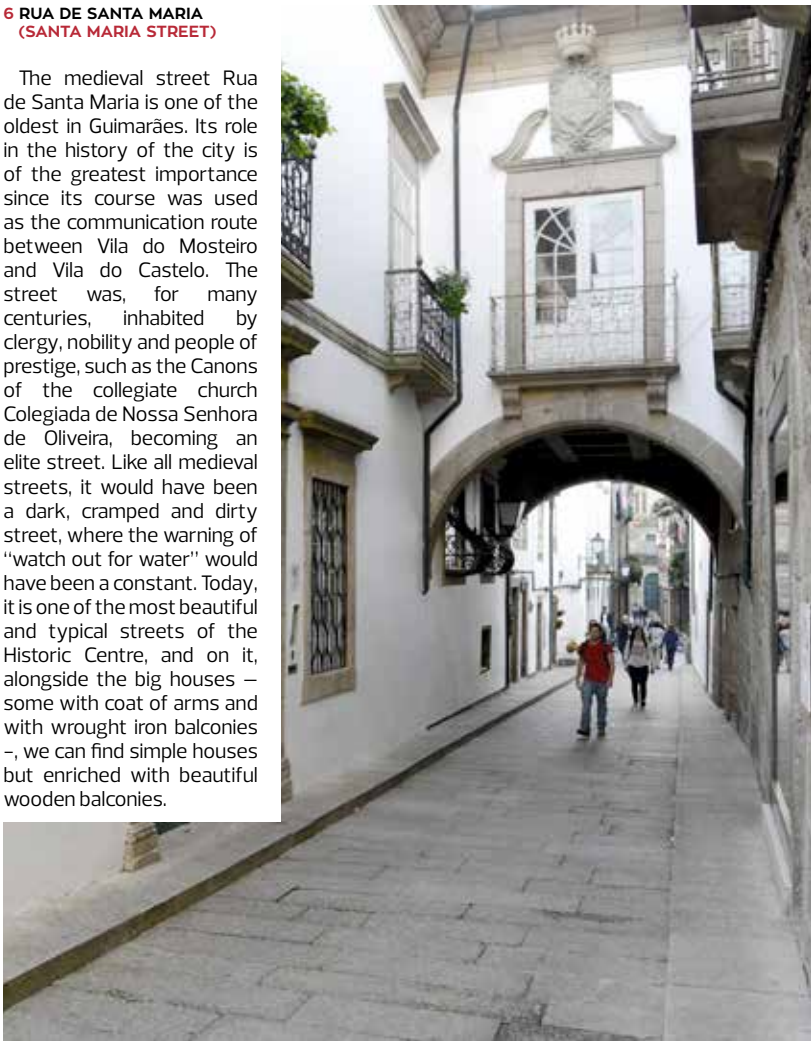 6 RUA DE SANTA MARIA
(SANTA MARIA STREET)
The medieval street Rua
de Santa Maria is one of the
oldest in Guimarães. Its role
in the history of the city is
of the greatest importance
since its course was used
as the communication route
between Vila do Mosteiro
and Vila do Castelo. The
street was, for many
centuries, inhabited by
clergy, nobility and people of
prestige, such as the Canons
of the collegiate church
Colegiada de Nossa Senhora
de Oliveira, becoming an
elite street. Like all medieval
streets, it would have been
a dark, cramped and dirty
street, where the warning of
“watch out for water” would
have been a constant. Today,
it is one of the most beautiful
and typical streets of the
Historic Centre, and on it,
alongside the big houses –
some with coat of arms and
with wrought iron balconies
–, we can find simple houses
but enriched with beautiful
wooden balconies.